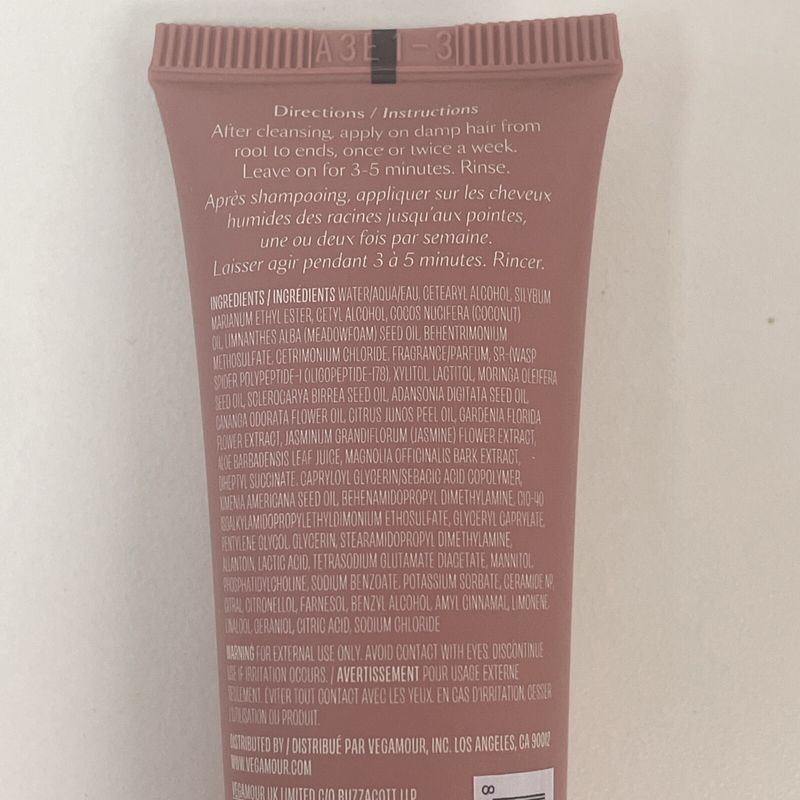 A3E1-3
Directions / Instructions
After cleansing, apply on damp hair from
root to ends, once or twice a week.
Leave on for 3-5 minutes. Rinse.
Après shampooing, appliquer sur les cheveux
humides des racines jusqu'aux pointes,
une ou deux fois par semaine.
Laisser agir pendant 3 à 5 minutes. Rincer.
INGREDIENTS / INGRÉDIENTS WATER/AQUA/EAU, CETEARYL ALCOHOL, SILYBUM
MARIANUM ETHYL ESTER, CETYL ALCOHOL, COCOS NUCIFERA (COCONUT)
OIL, LIMNANTHES ALBA (MEADOWFOAM) SEED OIL, BEHENTRIMONIUM
METHOSULFATE, CETRIMONIUM CHLORIDE, FRAGRANCE/PARFUM, SR-(WASP
SPIDER POLYPEPTIDE-1 (OLIGOPEPTIDE-178), XYLITOL, LACTITOL, MORINGA OLEIFERA
SEED OIL, SCLEROCARYA BIRREA SEED OIL, ADANSONIA DIGITATA SEED OIL,
CANANGA ODORATA FLOWER OIL, CITRUS JUNOS PEEL OIL, GARDENIA FLORIDA
FLOWER EXTRACT, JASMINUM GRANDIFLORUM (JASMINE) FLOWER EXTRACT,
ALOE BARBADENSIS LEAF JUICE, MAGNOLIA OFFICINALIS BARK EXTRACT,
DIHEPTYL SUCCINATE, CAPRYLOYL GLYCERIN/SEBACIC ACID COPOLYMER,
XIMENIA AMERICANA SEED OIL, BEHENAMIDOPROPYL DIMETHYLAMINE, C10-40
ISOALKYLAMIDOPROPYLETHYLDIMONIUM ETHOSULFATE, GLYCERYL CAPRYLATE,
PENTYLENE GLYCOL, GLYCERIN, STEARAMIDOPROPYL DIMETHYLAMINE,
ALLANTOIN, LACTIC ACID, TETRASODIUM GLUTAMATE DIACETATE, MANNITOL,
PHOSPHATIDYLCHOLINE, SODIUM BENZOATE, POTASSIUM SORBATE, CERAMIDE NP,
CITRAL, CITRONELLOL, FARNESOL, BENZYL ALCOHOL, AMYL CINNAMAL, LIMONENE,
LINALOOL, GERANIOL, CITRIC ACID, SODIUM CHLORIDE
WARNING FOR EXTERNAL USE ONLY. AVOID CONTACT WITH EYES. DISCONTINUE
USE IF IRRITATION OCCURS. / AVERTISSEMENT POUR USAGE EXTERNE
SEULEMENT. ÉVITER TOUT CONTACT AVEC LES YEUX. EN CAS D'IRRITATION, CESSER
L'UTILISATION DU PRODUIT.
DISTRIBUTED BY / DISTRIBUÉ PAR VEGAMOUR, INC. LOS ANGELES, CA 90012
WWW.VEGAMOUR.COM
VEGAMOUR UK LIMITED C/O BUZZACOTT LLP
8